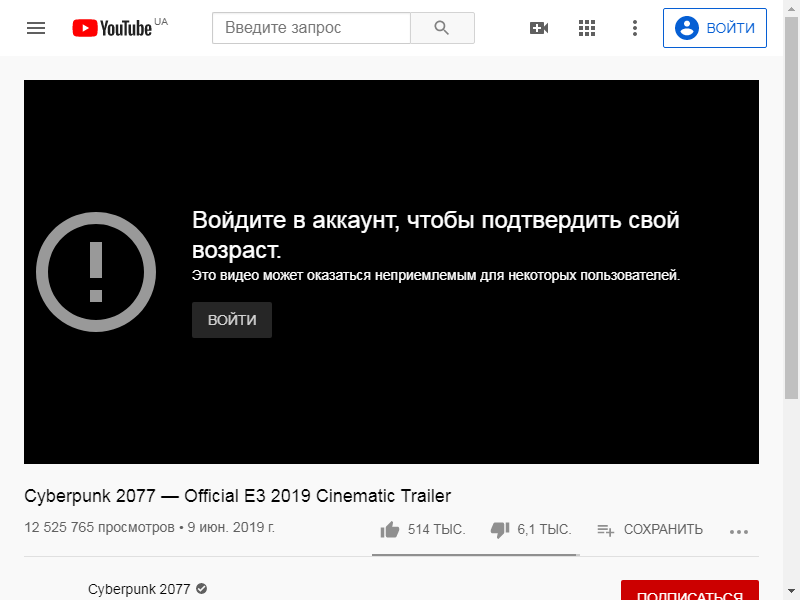 YouTube UA
Введите запрос
ВОЙТИ
Войдите в аккаунт, чтобы подтвердить свой
возраст.
Это видео может оказаться неприемлемым для некоторых пользователей.
ВОЙТИ
Cyberpunk 2077 — Official E3 2019 Cinematic Trailer
12 525 765 просмотров • 9 июн. 2019 г.
514 ТЫС.
6,1 ТЫС.
СОХРАНИТЬ
Cyberpunk 2077
ПОДПИСАТЬСЯ